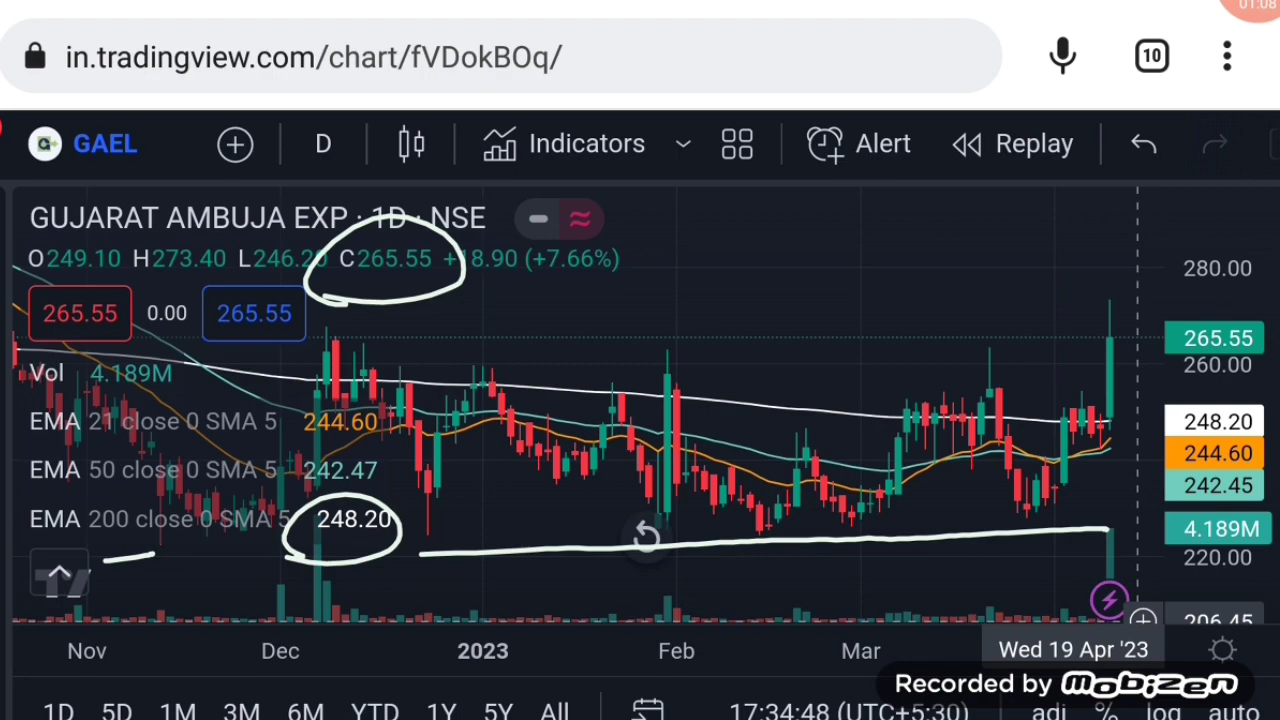 01:08
in.tradingview.com/chart/fVDokBOq/
10
GAEL D Indicators Alert Replay
GUJARAT AMBUJA EXP · 1D · NSE
O249.10 H273.40 L246.20 C265.55 +18.90 (+7.66%)
280.00
265.55 0.00 265.55
265.55
260.00
Vol 4.189M
EMA 21 close 0 SMA 5 244.60
248.20
244.60
EMA 50 close 0 SMA 5 242.47
242.45
EMA 200 close 0 SMA 5 248.20
4.189M
220.00
206.45
Nov Dec 2023 Feb Mar Wed 19 Apr '23
Recorded by mobizen
1D 5D 1M 3M 6M YTD 1Y 5Y All 17:34:48 (UTC+5:30) adj % log auto